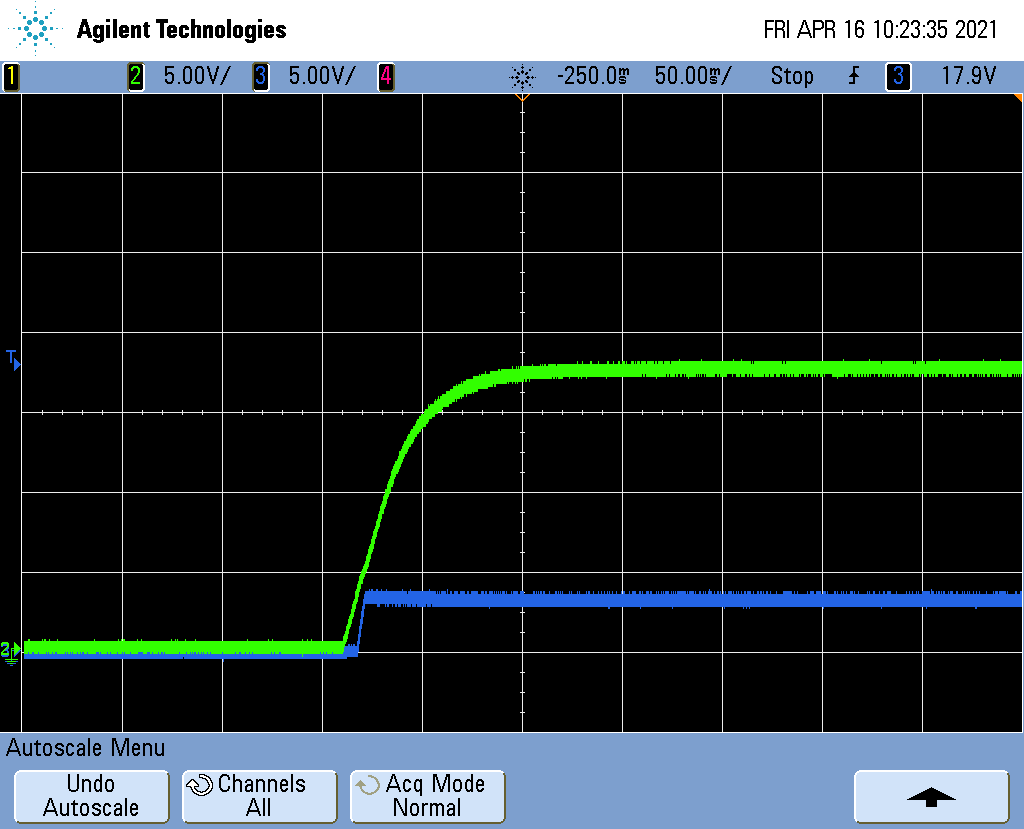 Agilent Technologies
FRI APR 16 10:23:35 2021
1 2 5.00V/ 3 5.00V/ 4 -250.0ms 50.00ms/ Stop 3 17.9V
T
2
Autoscale Menu
Undo
Autoscale
Channels
All
Acq Mode
Normal